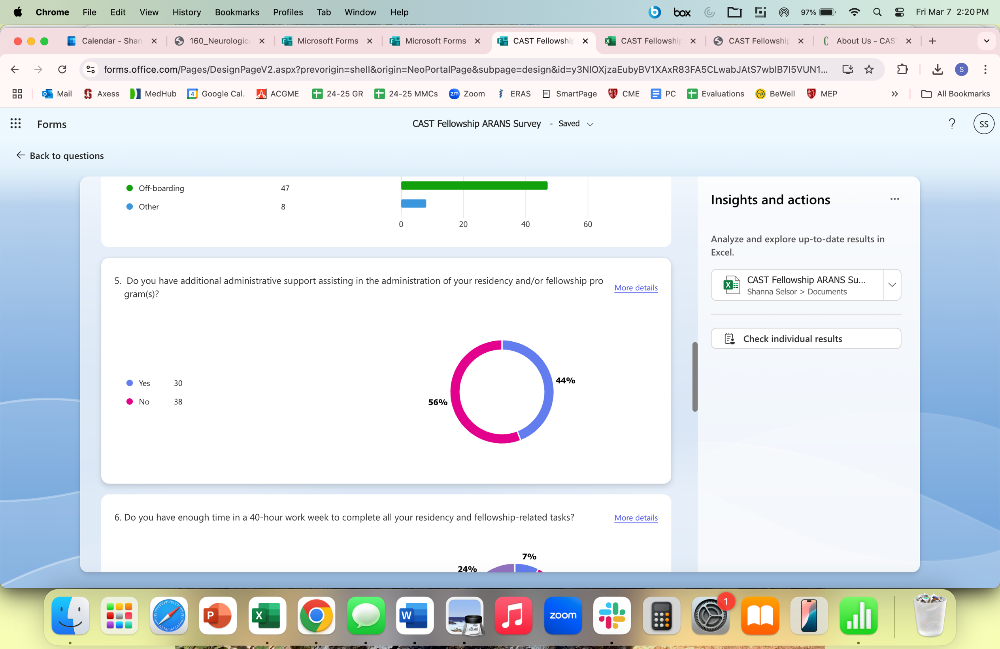 Chrome File Edit View History Bookmarks Profiles Tab Window Help box 97% Fri Mar 7 2:20 PM
Calendar - Shan 160_Neurologica Microsoft Forms Microsoft Forms CAST Fellowship CAST Fellowship CAST Fellowship About Us - CAS
forms.office.com/Pages/DesignPageV2.aspx?prevorigin=shell&origin=NeoPortalPage&subpage=design&id=y3NlOXjzaEubyBV1XAxR83FA5CLwabJAtS7wblB7I5VUN1... S
Mail Axess MedHub 4 Google Cal. ACGME 24-25 GR 24-25 MMCs zm Zoom ERAS SmartPage CME PC Evaluations BeWell MEP » All Bookmarks
Forms CAST Fellowship ARANS Survey - Saved ? SS
Back to questions
Off-boarding 47
Other 8
0 20 40 60
5. Do you have additional administrative support assisting in the administration of your residency and/or fellowship pro
gram(s)?
More details
Yes 30
No 38
44%
56%
6. Do you have enough time in a 40-hour work week to complete all your residency and fellowship-related tasks? More details
7%
24%
Insights and actions
Analyze and explore up-to-date results in
Excel.
CAST Fellowship ARANS Su...
Shanna Selsor > Documents
Check individual results
P X W zoom 1